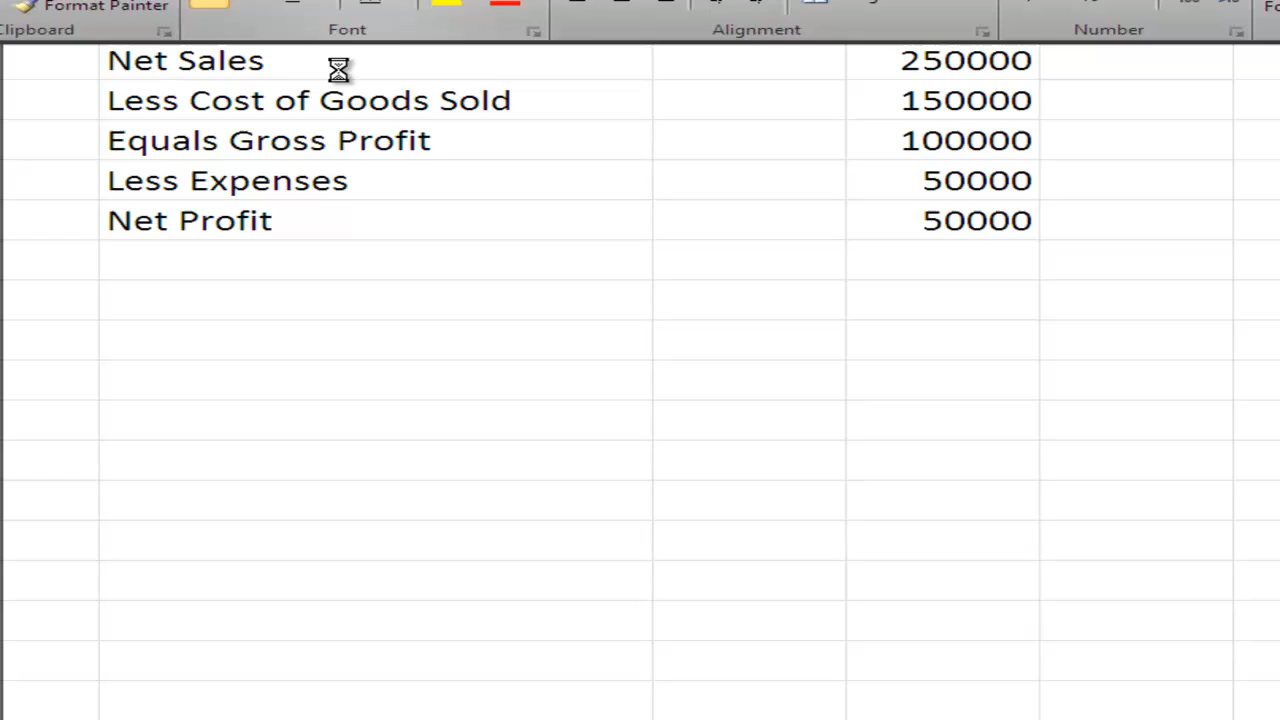 Format Painter
Clipboard Font Alignment Number
Net Sales 250000
Less Cost of Goods Sold 150000
Equals Gross Profit 100000
Less Expenses 50000
Net Profit 50000